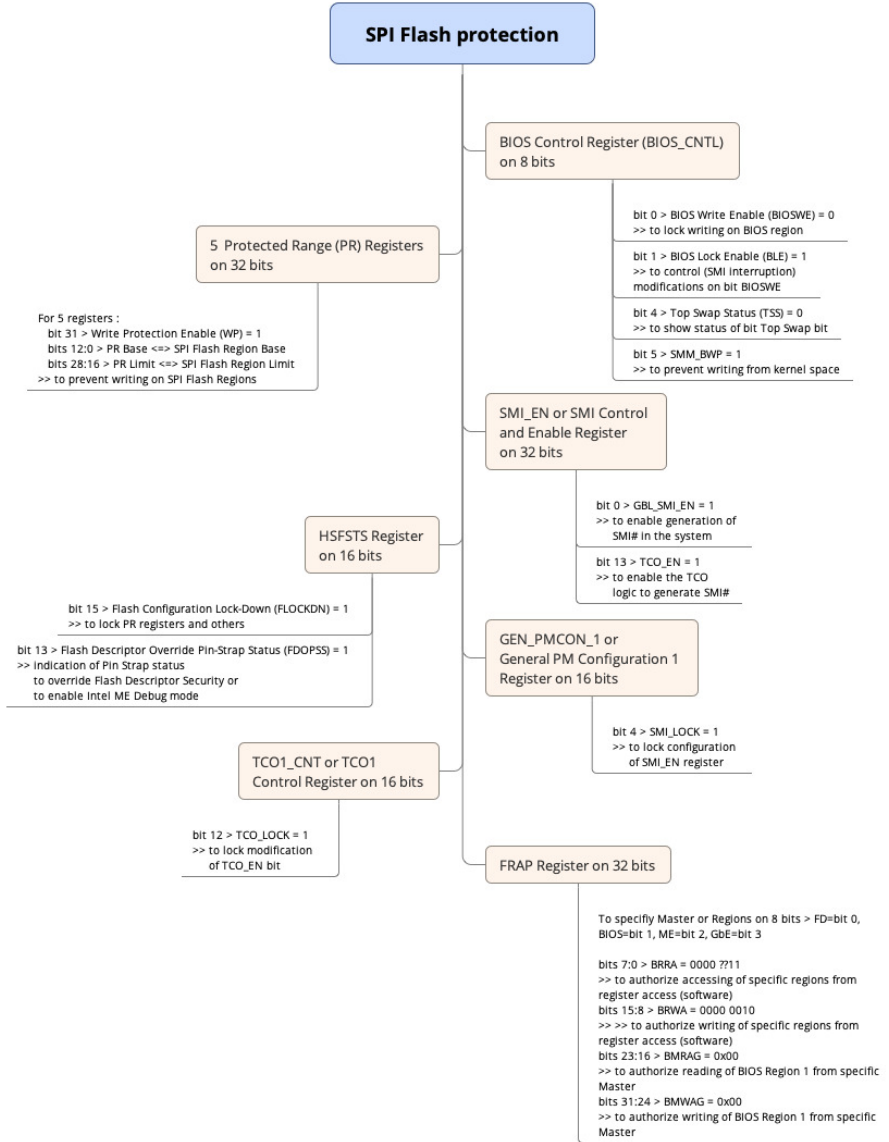 SPI Flash protection
BIOS Control Register (BIOS_CNTL)
on 8 bits
bit 0 > BIOS Write Enable (BIOSWE) = 0
>> to lock writing on BIOS region
bit 1 > BIOS Lock Enable (BLE) = 1
>> to control (SMI interruption)
modifications on bit BIOSWE
bit 4 > Top Swap Status (TSS) = 0
>> to show status of bit Top Swap bit
bit 5 > SMM_BWP = 1
>> to prevent writing from kernel space
5 Protected Range (PR) Registers
on 32 bits
For 5 registers :
bit 31 > Write Protection Enable (WP) = 1
bits 12:0 > PR Base <=> SPI Flash Region Base
bits 28:16 > PR Limit <=> SPI Flash Region Limit
>> to prevent writing on SPI Flash Regions
SMI_EN or SMI Control
and Enable Register
on 32 bits
bit 0 > GBL_SMI_EN = 1
>> to enable generation of
SMI# in the system
bit 13 > TCO_EN = 1
>> to enable the TCO
logic to generate SMI#
HSFSTS Register
on 16 bits
bit 15 > Flash Configuration Lock-Down (FLOCKDN) = 1
>> to lock PR registers and others
bit 13 > Flash Descriptor Override Pin-Strap Status (FDOPSS) = 1
>> indication of Pin Strap status
to override Flash Descriptor Security or
to enable Intel ME Debug mode
GEN_PMCON_1 or
General PM Configuration 1
Register on 16 bits
bit 4 > SMI_LOCK = 1
>> to lock configuration
of SMI_EN register
TCO1_CNT or TCO1
Control Register on 16 bits
bit 12 > TCO_LOCK = 1
>> to lock modification
of TCO_EN bit
FRAP Register on 32 bits
To specifiy Master or Regions on 8 bits > FD=bit 0,
BIOS=bit 1, ME=bit 2, GbE=bit 3
bits 7:0 > BRRA = 0000 ??11
>> to authorize accessing of specific regions from
register access (software)
bits 15:8 > BRWA = 0000 0010
>> >> to authorize writing of specific regions from
register access (software)
bits 23:16 > BMRAG = 0x00
>> to authorize reading of BIOS Region 1 from specific
Master
bits 31:24 > BMWAG = 0x00
>> to authorize writing of BIOS Region 1 from specific
Master